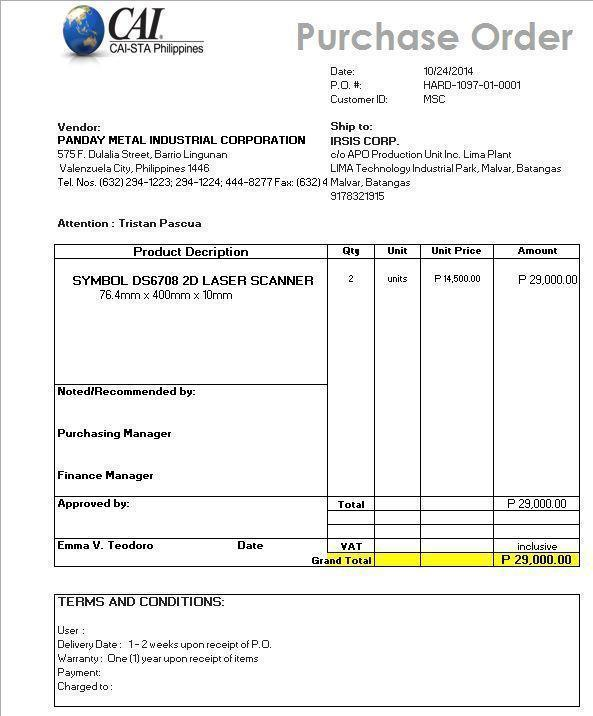 CAI.
CAI-STA Philippines
Purchase Order
Date: 10/24/2014
P.O. #: HARD-1097-01-0001
Customer ID: MSC
Vendor:
PANDAY METAL INDUSTRIAL CORPORATION
575 F. Dulalia Street, Barrio Lingunan
Valenzuela City, Philippines 1446
Tel. Nos. (632) 294-1223; 294-1224; 444-8277 Fax: (632) 4
Ship to:
IRSIS CORP.
c/o APO Production Unit Inc. Lima Plant
LIMA Technology Industrial Park, Malvar, Batangas
Malvar, Batangas
9178321915
Attention : Tristan Pascua
Product Decription Qty Unit Unit Price Amount
SYMBOL DS6708 2D LASER SCANNER 2 units P 14,500.00 P 29,000.00
76.4mm x 400mm x 10mm
Noted/Recommended by:
Purchasing Manager
Finance Manager
Approved by: Total P 29,000.00
Emma V. Teodoro Date VAT inclusive
Grand Total P 29,000.00
TERMS AND CONDITIONS:
User :
Delivery Date : 1 - 2 weeks upon receipt of P.O.
Warranty : One (1) year upon receipt of items
Payment:
Charged to :